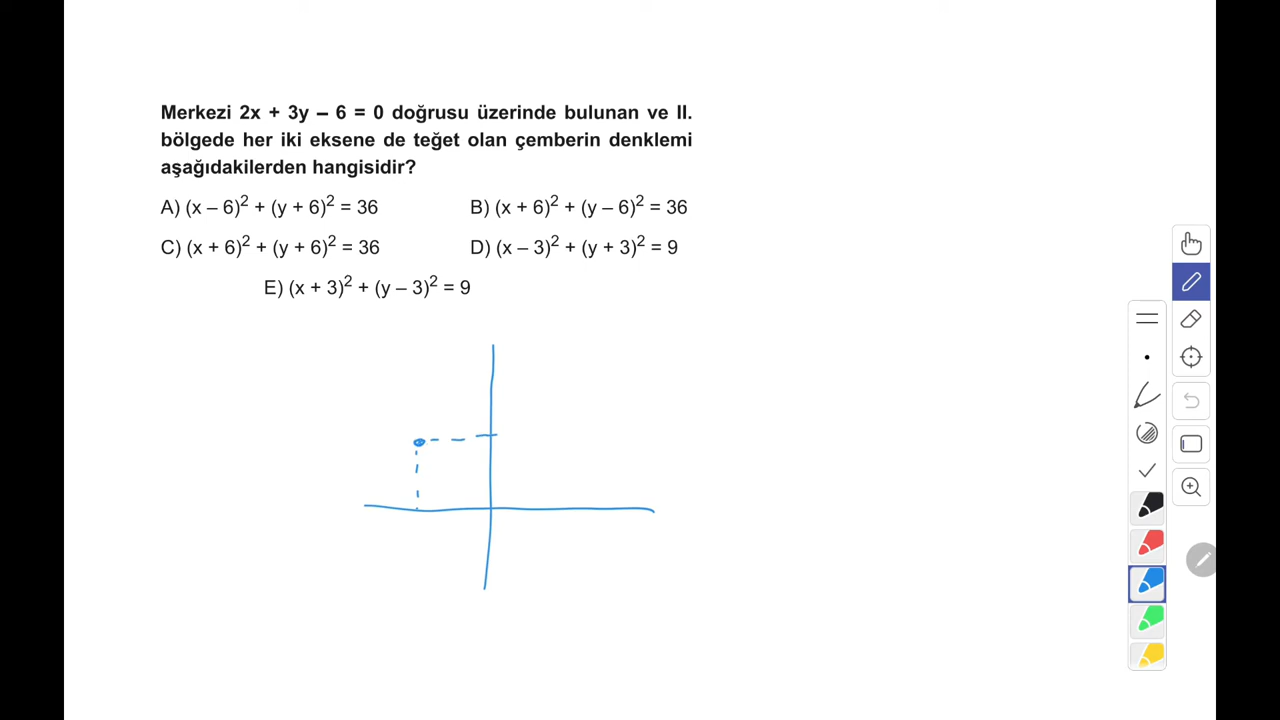 Merkezi 2x + 3y – 6 = 0 doğrusu üzerinde bulunan ve II.
bölgede her iki eksene de teğet olan çemberin denklemi
aşağıdakilerden hangisidir?
A) (x – 6)² + (y + 6)² = 36 B) (x + 6)² + (y – 6)² = 36
C) (x + 6)² + (y + 6)² = 36 D) (x – 3)² + (y + 3)² = 9
E) (x + 3)² + (y – 3)² = 9